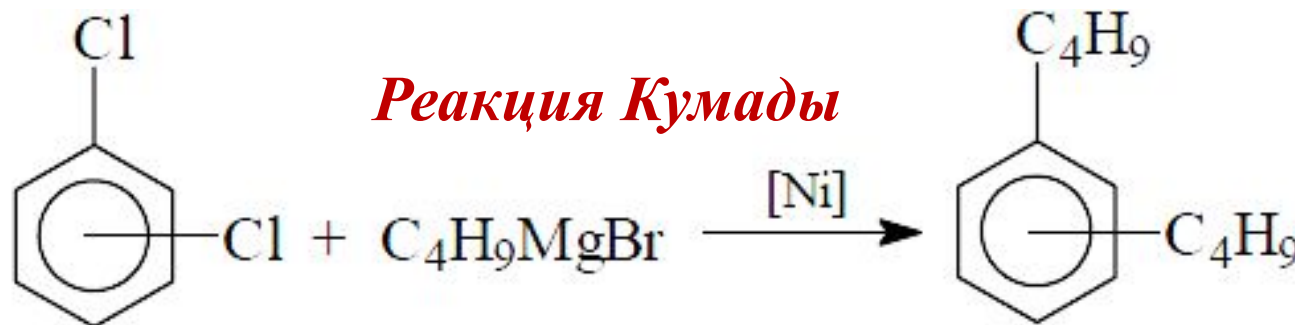 Cl
Реакция Кумады
Cl + C₄H₉MgBr
[Ni]
C₄H₉
C₄H₉